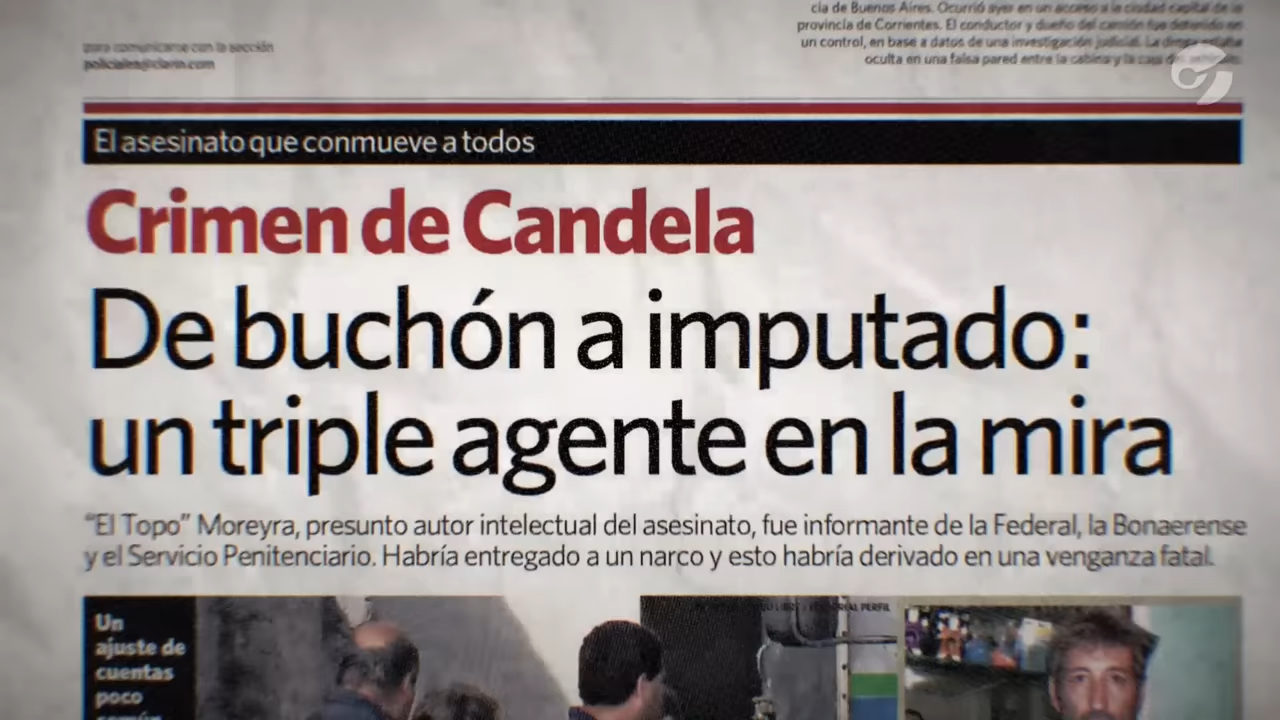 cia de Buenos Aires. Ocurrió ayer en un acceso a la ciudad capital de la
provincia de Corrientes. El conductor y dueño del camión fue detenido en
un control, en base a datos de una investigación judicial. La droga estaba
oculta en una falsa pared entre la cabina y la caja del
para comunicarse con la sección
policiales@clarin.com
El asesinato que conmueve a todos
Crimen de Candela
De buchón a imputado:
un triple agente en la mira
“El Topo” Moreyra, presunto autor intelectual del asesinato, fue informante de la Federal, la Bonaerense
y el Servicio Penitenciario. Habría entregado a un narco y esto habría derivado en una venganza fatal.
Un
ajuste de
cuentas
poco
común